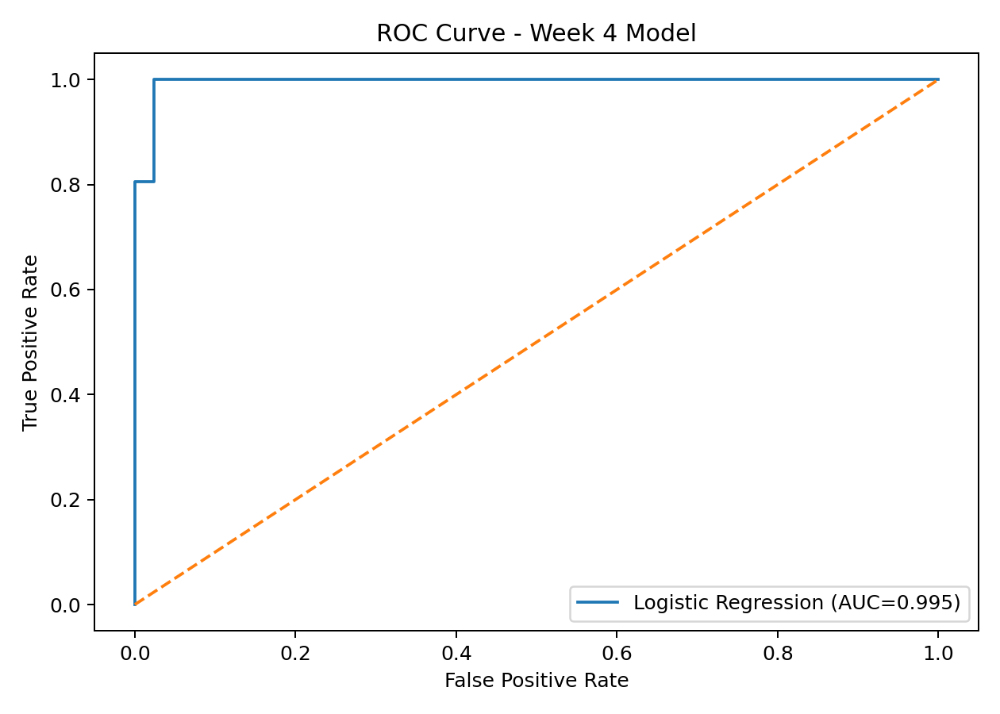 ROC Curve - Week 4 Model
True Positive Rate
1.0
0.8
0.6
0.4
0.2
0.0
Logistic Regression (AUC=0.995)
0.0 0.2 0.4 0.6 0.8 1.0
False Positive Rate